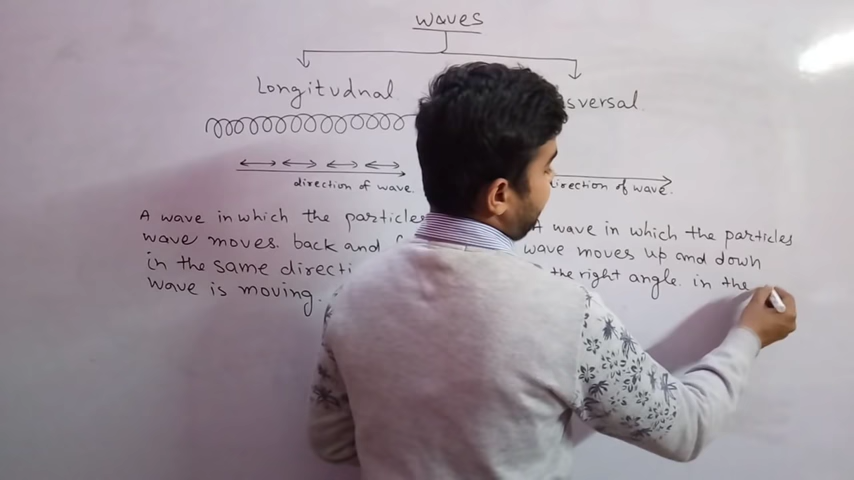 waves
Longitudnal
sversal
direction of wave
irection of wave.
A wave in which the particles
wave moves. back and
in the same directi
wave is moving.
A wave in which the particles
wave moves up and down
the right angle. in the